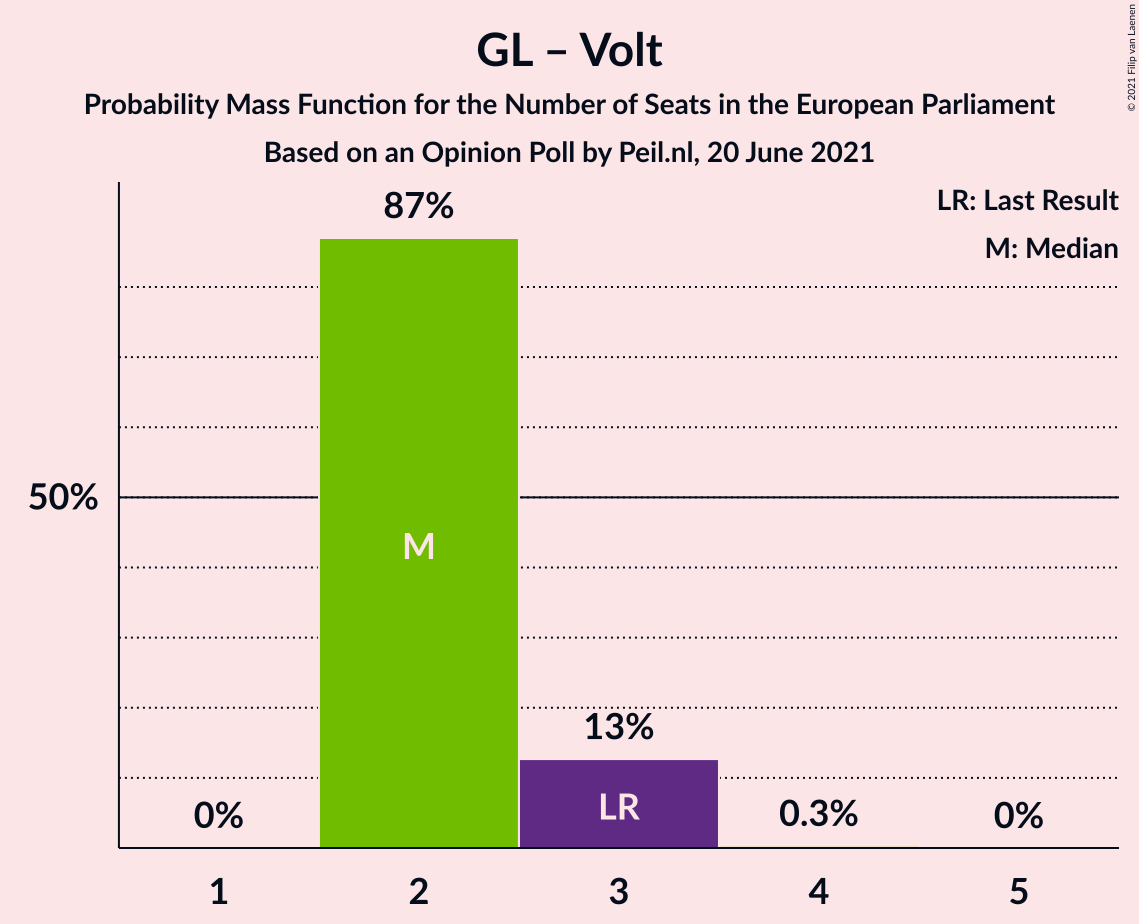 GL – Volt
Probability Mass Function for the Number of Seats in the European Parliament
Based on an Opinion Poll by Peil.nl, 20 June 2021
© 2021 Filip van Laenen
LR: Last Result
M: Median
87%
50%
M
13%
LR
0%
0.3%
0%
1 2 3 4 5